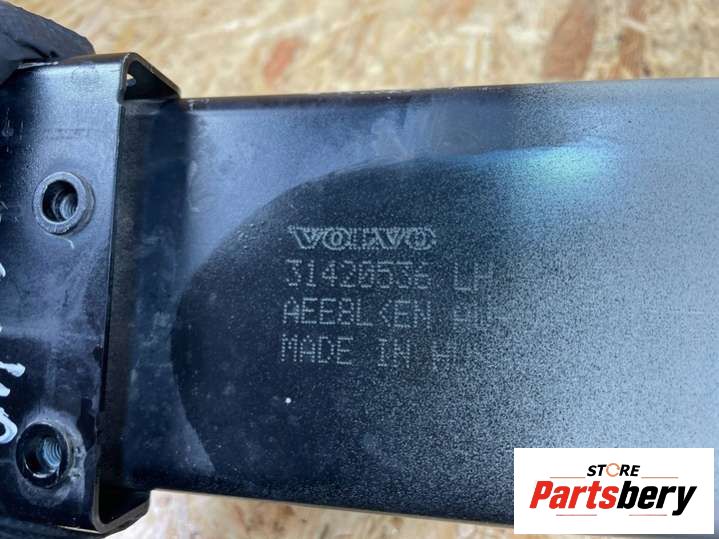 VOLVO
31420536 LH
AEE8L<EN
MADE IN
STORE
Partsbery